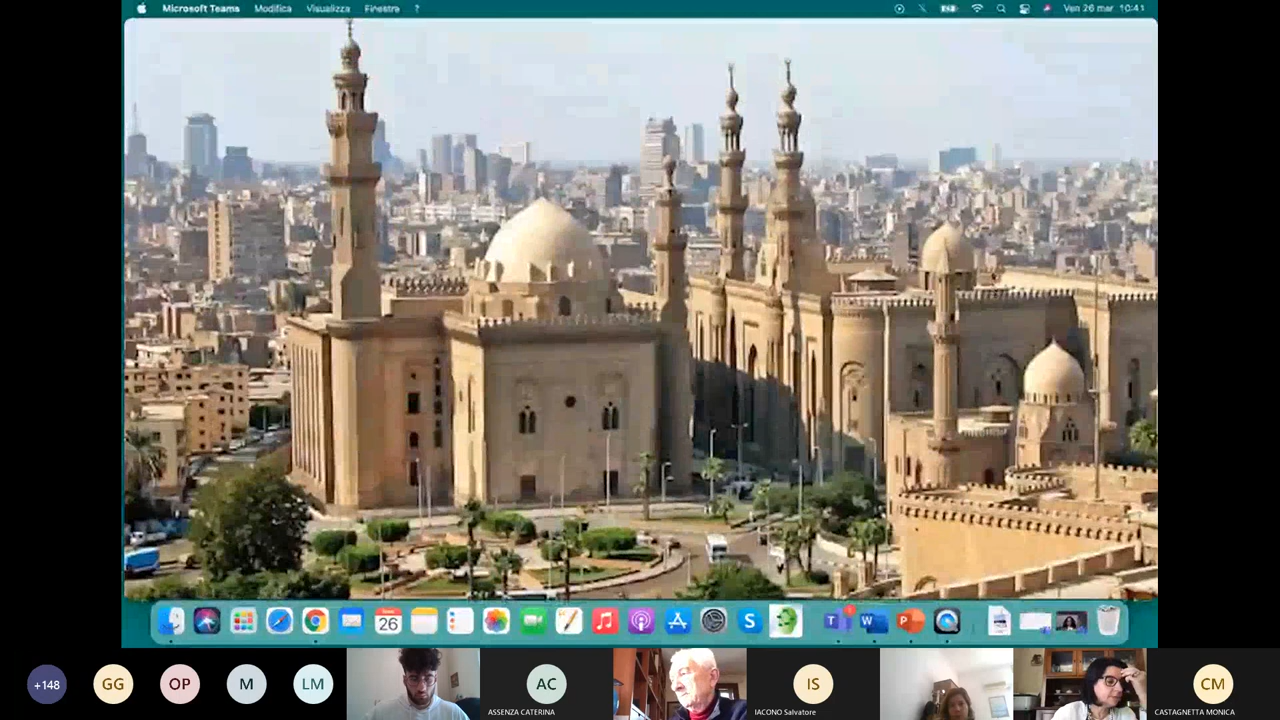 Microsoft Teams Modifica Visualizza Finestra ? Ven 26 mar 10:41
26
S T W P
+148 GG OP M LM AC IS CM
ASSENZA CATERINA IACONO Salvatore CASTAGNETTA MONICA